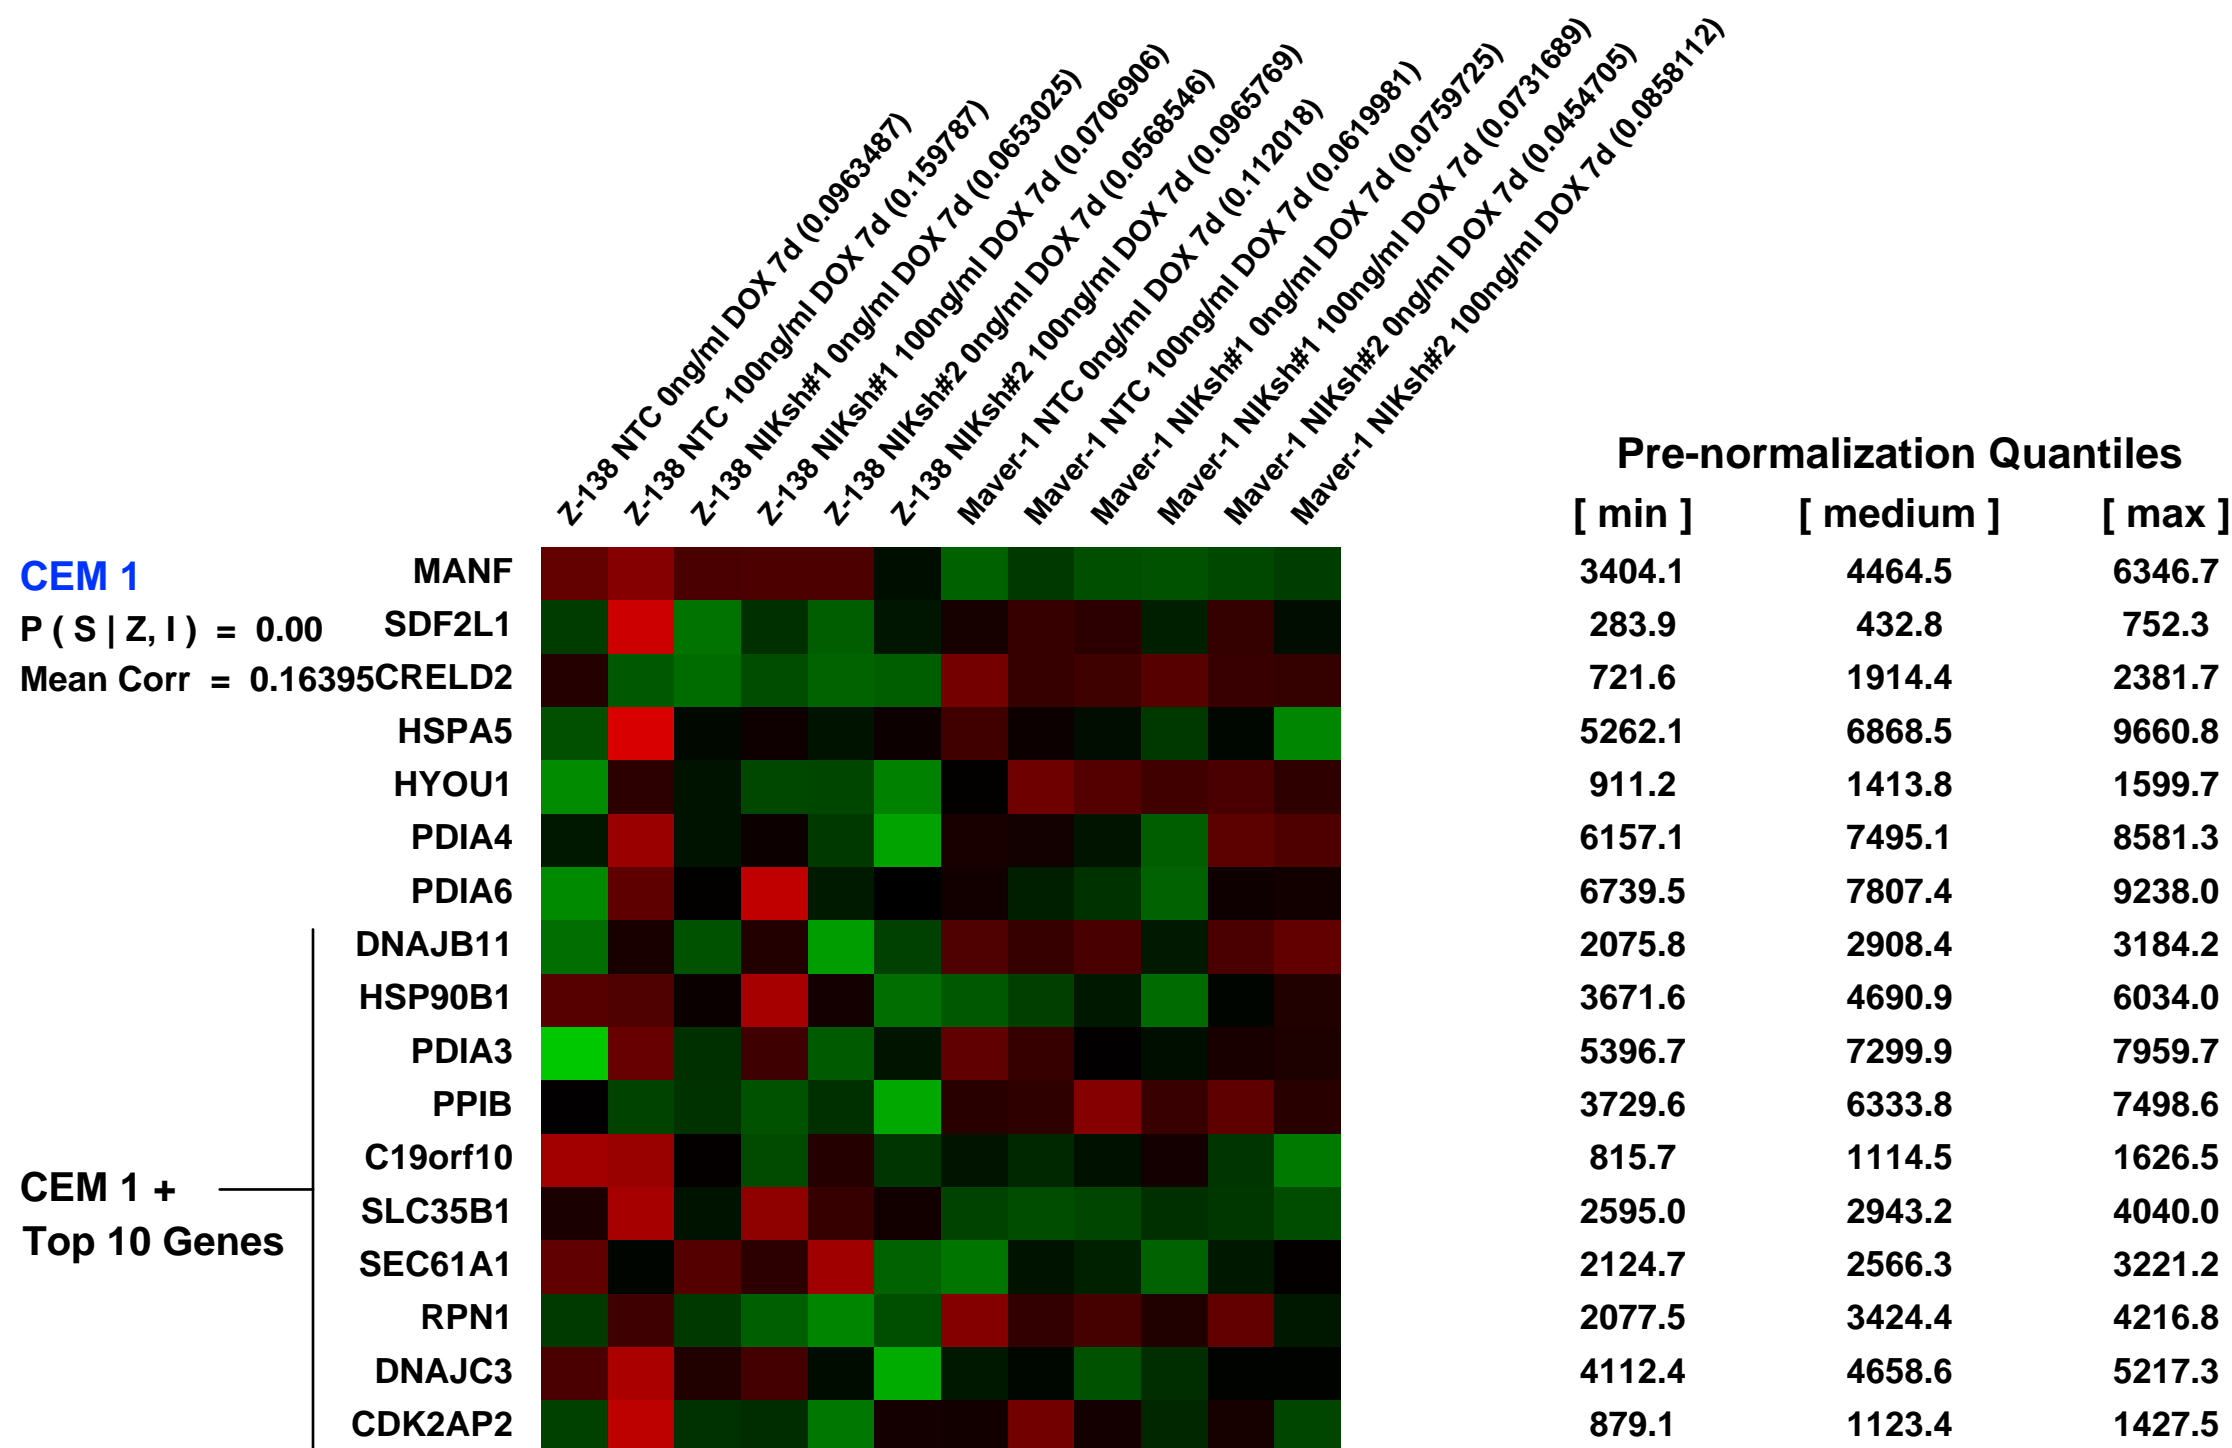 Z-138 NTC 0ng/ml DOX 7d (0.0963487)
Z-138 NTC 100ng/ml DOX 7d (0.159787)
Z-138 NIKsh#1 0ng/ml DOX 7d (0.0653025)
Z-138 NIKsh#1 100ng/ml DOX 7d (0.0706906)
Z-138 NIKsh#2 0ng/ml DOX 7d (0.0568546)
Z-138 NIKsh#2 100ng/ml DOX 7d (0.0965769)
Maver-1 NTC 0ng/ml DOX 7d (0.112018)
Maver-1 NTC 100ng/ml DOX 7d (0.0619981)
Maver-1 NIKsh#1 0ng/ml DOX 7d (0.0759725)
Maver-1 NIKsh#1 100ng/ml DOX 7d (0.0731689)
Maver-1 NIKsh#2 0ng/ml DOX 7d (0.0454705)
Maver-1 NIKsh#2 100ng/ml DOX 7d (0.0858112)
Pre-normalization Quantiles
[ min ] [ medium ] [ max ]
CEM 1 MANF 3404.1 4464.5 6346.7
P ( S | Z, I ) = 0.00 SDF2L1 283.9 432.8 752.3
Mean Corr = 0.16395 CRELD2 721.6 1914.4 2381.7
HSPA5 5262.1 6868.5 9660.8
HYOU1 911.2 1413.8 1599.7
PDIA4 6157.1 7495.1 8581.3
PDIA6 6739.5 7807.4 9238.0
DNAJB11 2075.8 2908.4 3184.2
HSP90B1 3671.6 4690.9 6034.0
PDIA3 5396.7 7299.9 7959.7
PPIB 3729.6 6333.8 7498.6
C19orf10 815.7 1114.5 1626.5
CEM 1 + SLC35B1 2595.0 2943.2 4040.0
Top 10 Genes SEC61A1 2124.7 2566.3 3221.2
RPN1 2077.5 3424.4 4216.8
DNAJC3 4112.4 4658.6 5217.3
CDK2AP2 879.1 1123.4 1427.5